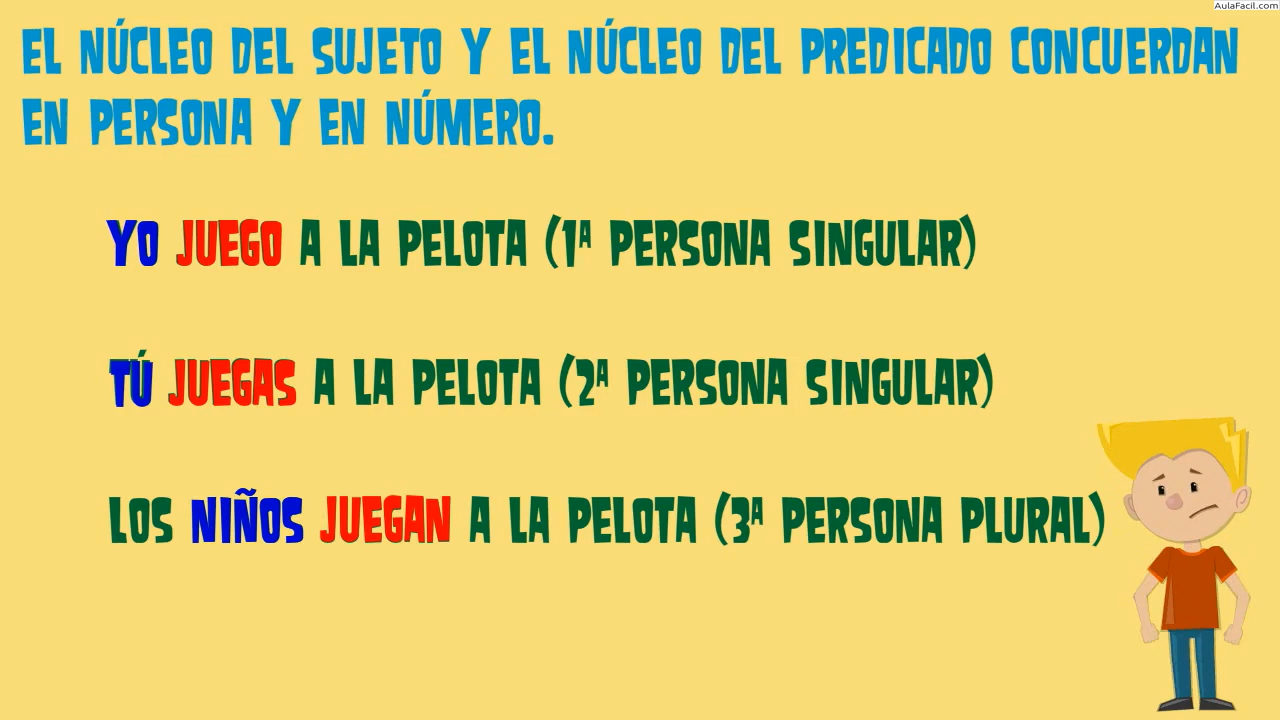 AulaFacil.com
EL NÚCLEO DEL SUJETO Y EL NÚCLEO DEL PREDICADO CONCUERDAN
EN PERSONA Y EN NÚMERO.
YO JUEGO A LA PELOTA (1ª PERSONA SINGULAR)
TÚ JUEGAS A LA PELOTA (2ª PERSONA SINGULAR)
LOS NIÑOS JUEGAN A LA PELOTA (3ª PERSONA PLURAL)